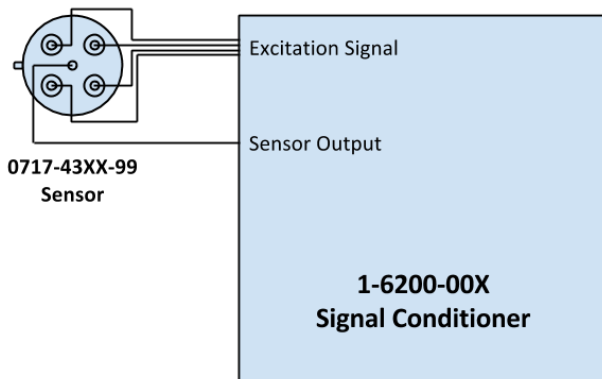 Excitation Signal
Sensor Output
0717-43XX-99
Sensor
1-6200-00X
Signal Conditioner